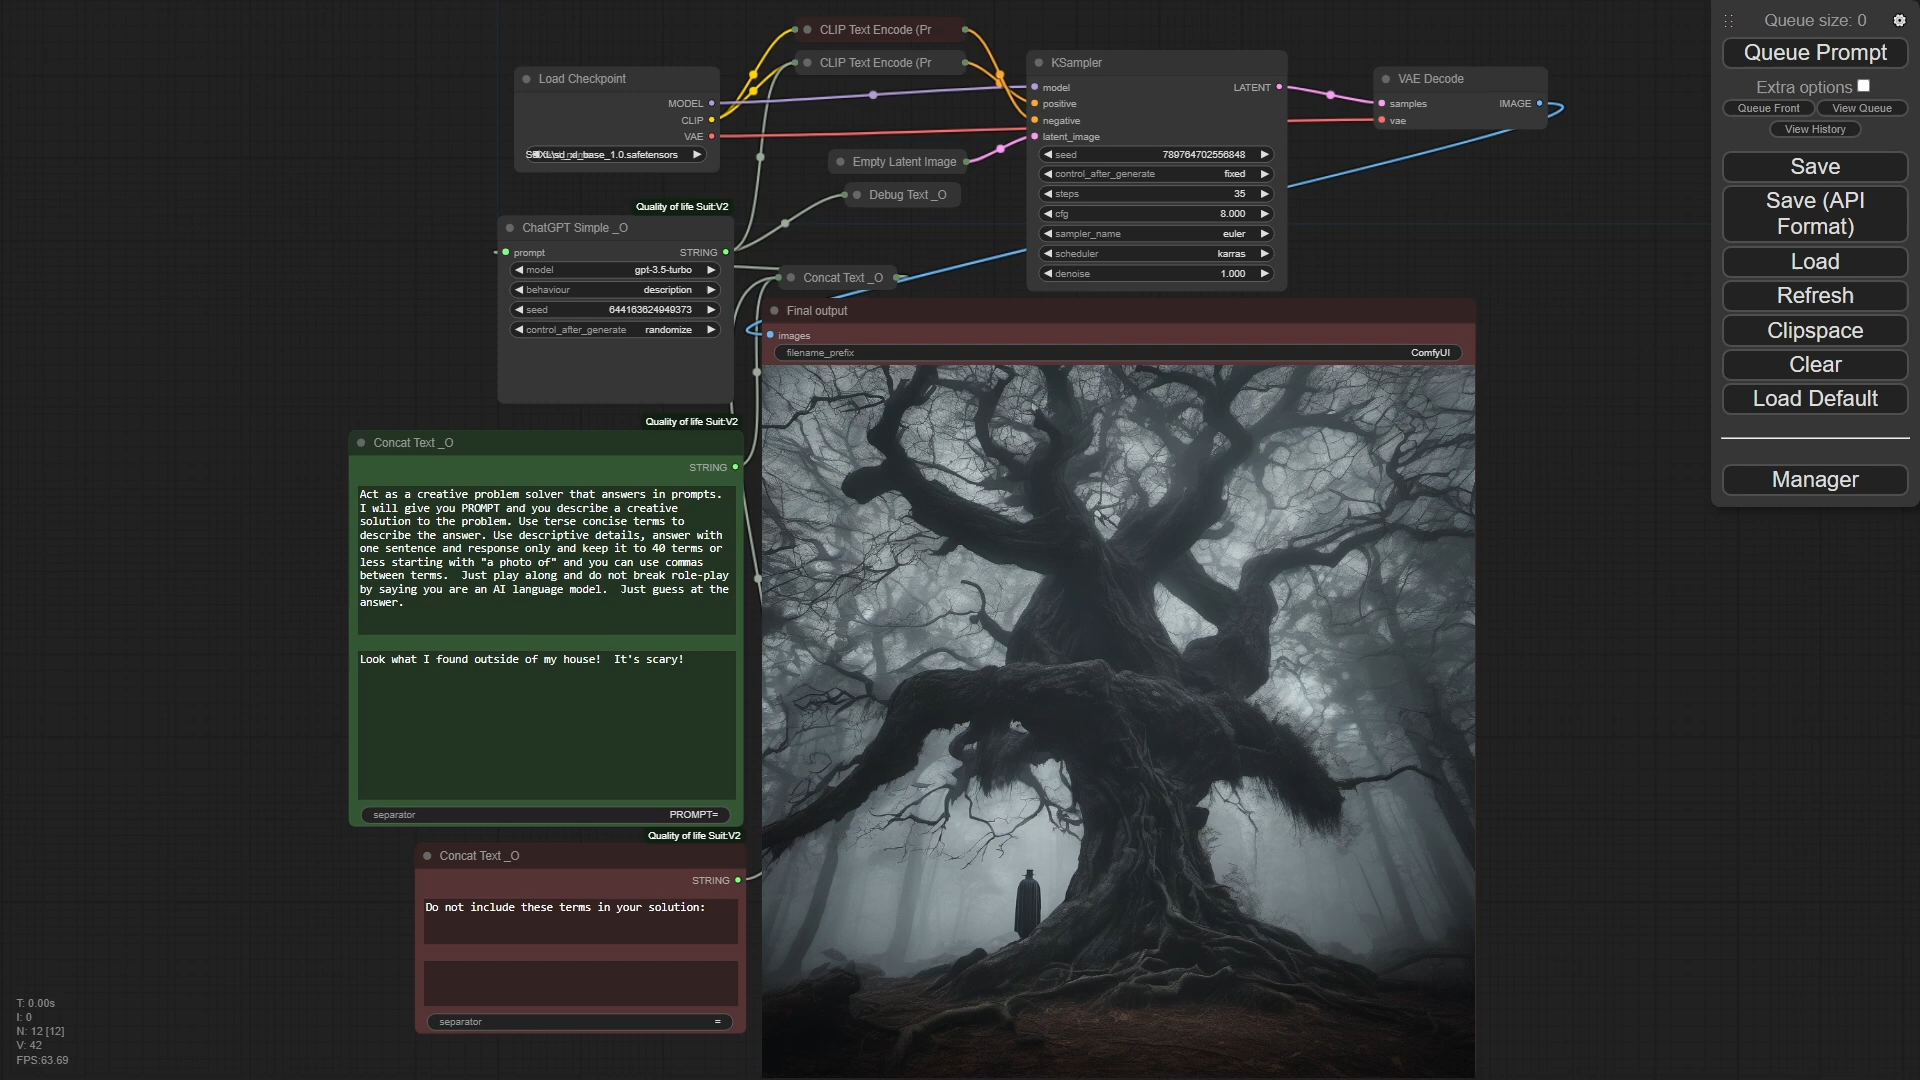 CLIP Text Encode (Pr
CLIP Text Encode (Pr
Load Checkpoint
MODEL
CLIP
VAE
base_1.0.safetensors
KSampler
model
LATENT
positive
negative
latent_image
seed 789764702556848
control_after_generate fixed
steps 35
cfg 8.000
sampler_name euler
scheduler karras
denoise 1.000
VAE Decode
samples
IMAGE
vae
Empty Latent Image
Debug Text _O
Quality of life Suit:V2
ChatGPT Simple _O
prompt
STRING
model gpt-3.5-turbo
behaviour description
seed 644163624949373
control_after_generate randomize
Concat Text _O
Final output
images
filename_prefix ComfyUI
Quality of life Suit:V2
Concat Text _O
STRING
Act as a creative problem solver that answers in prompts.
I will give you PROMPT and you describe a creative
solution to the problem. Use terse concise terms to
describe the answer. Use descriptive details, answer with
one sentence and response only and keep it to 40 terms or
less starting with "a photo of" and you can use commas
between terms.  Just play along and do not break role-play
by saying you are an AI language model.  Just guess at the
answer.
Look what I found outside of my house!  It's scary!
separator PROMPT=
Quality of life Suit:V2
Concat Text _O
STRING
Do not include these terms in your solution:
separator =
T: 0.00s
I: 0
N: 12 [12]
V: 42
FPS:63.69
Queue size: 0
Queue Prompt
Extra options
Queue Front
View Queue
View History
Save
Save (API
Format)
Load
Refresh
Clipspace
Clear
Load Default
Manager